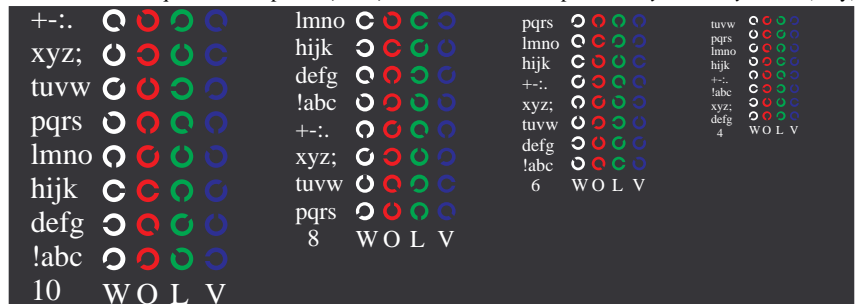 +-:.
xyz;
tuvw
pqrs
lmno
hijk
defg
!abc
10 W O L V
lmno
hijk
defg
!abc
+-:.
xyz;
tuvw
pqrs
8 W O L V
pqrs
lmno
hijk
+-:.
xyz;
tuvw
defg
!abc
6 W O L V
tuvw
pqrs
lmno
hijk
+-:.
!abc
xyz;
defg
4 W O L V